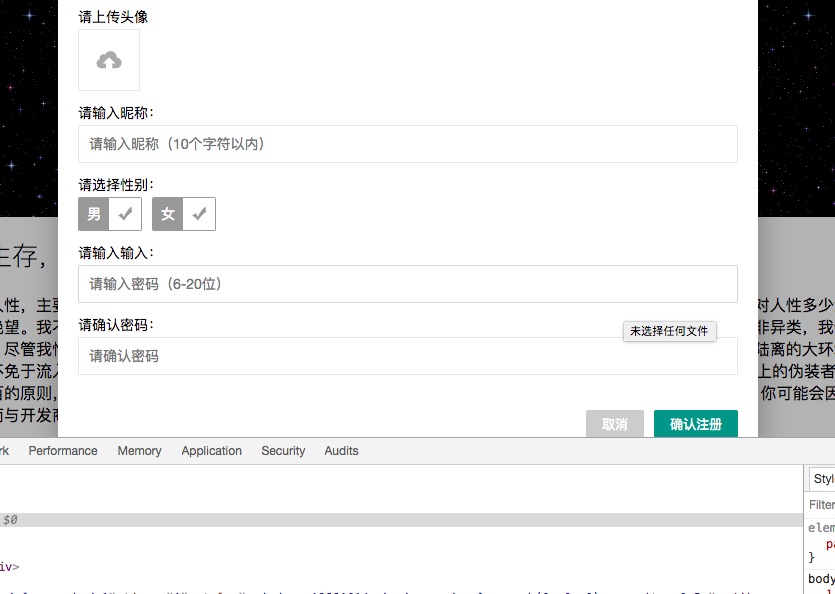 请上传头像
请输入昵称:
请输入昵称（10个字符以内）
请选择性别:
男 女
请输入输入:
请输入密码（6-20位）
请确认密码:
未选择任何文件
请确认密码
取消 确认注册
生存，
人性，主要
对人性多少
绝望。我不
非异类，我
尽管我性
陆离的大环
不免于流入
上的伪装者
百的原则，
你可能会因
而与开发商
rk Performance Memory Application Security Audits
Style
$0
Filter
elem
pa
}
iv>
body